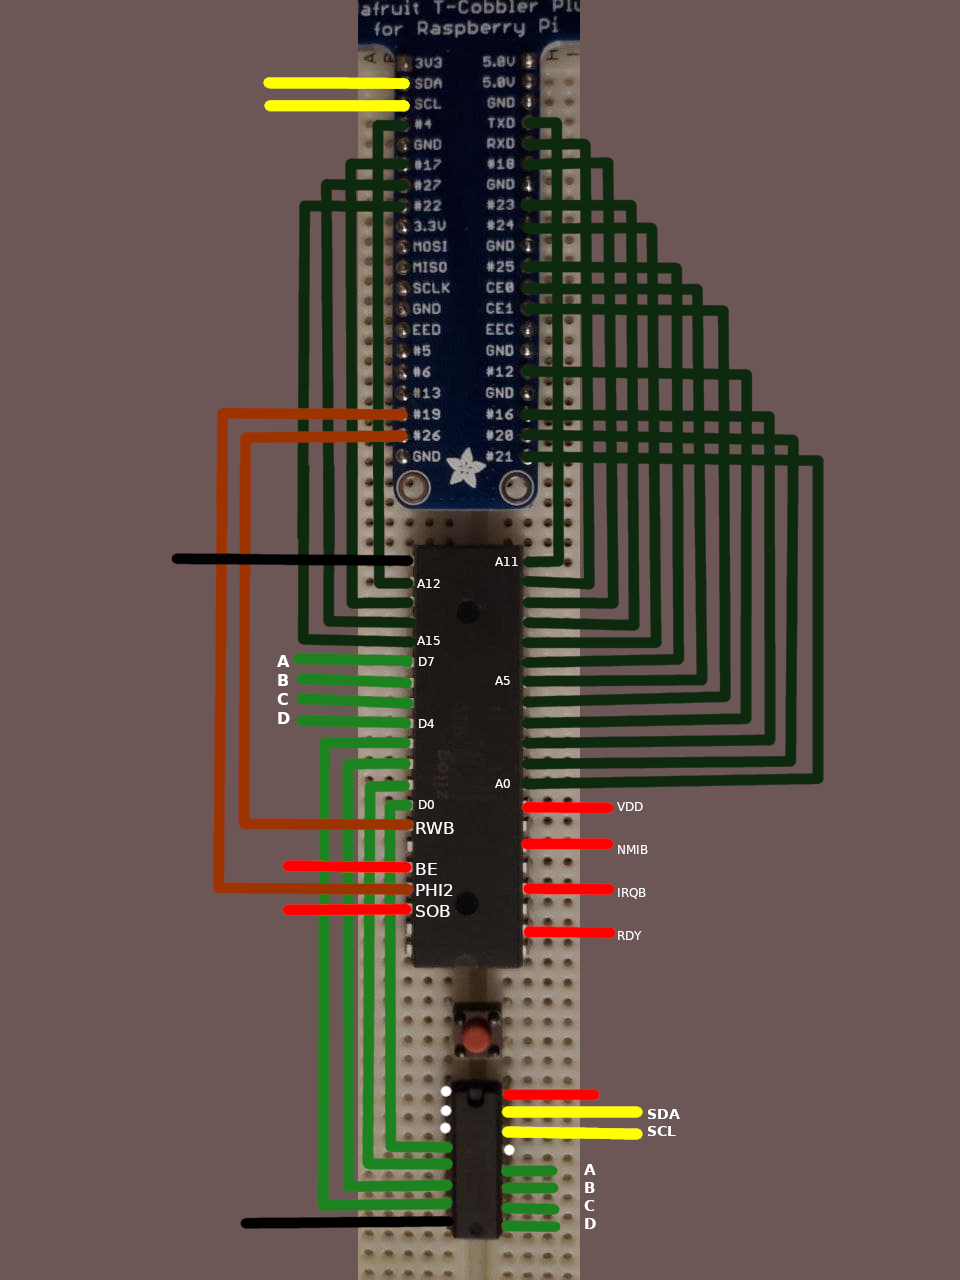 afruit T-Cobbler Plu
for Raspberry Pi
A
H
I
3V3 5.0V
SDA 5.0V
SCL GND
#4 TXD
GND RXD
#17 #18
#27 GND
#22 #23
3.3V #24
MOSI GND
MISO #25
SCLK CE0
GND CE1
EED EEC
#5 GND
#6 #12
#13 GND
#19 #16
#26 #20
GND #21
A11
A12
A15
A D7
B A5
C
D D4
zilog
A0
D0 VDD
RWB
NMIB
BE
PHI2 IRQB
SOB
RDY
SDA
SCL
A
B
C
D